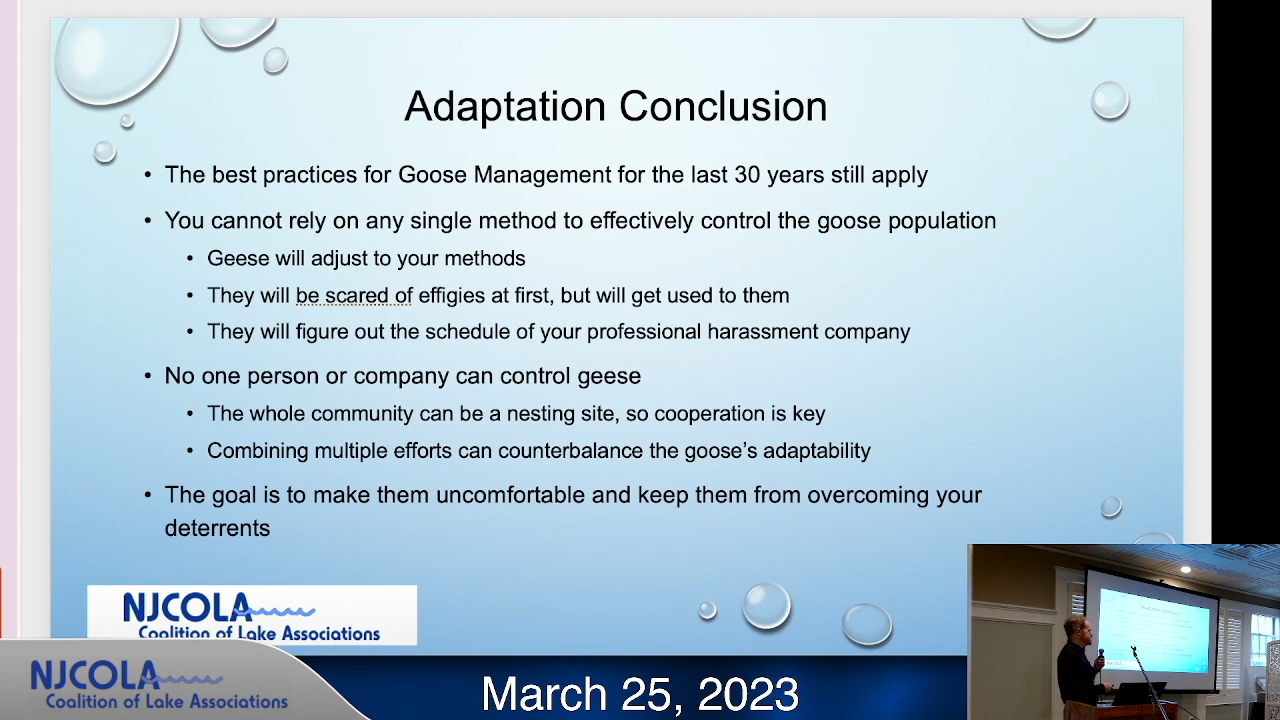 Adaptation Conclusion
• The best practices for Goose Management for the last 30 years still apply
• You cannot rely on any single method to effectively control the goose population
• Geese will adjust to your methods
• They will be scared of effigies at first, but will get used to them
• They will figure out the schedule of your professional harassment company
• No one person or company can control geese
• The whole community can be a nesting site, so cooperation is key
• Combining multiple efforts can counterbalance the goose’s adaptability
• The goal is to make them uncomfortable and keep them from overcoming your
deterrents
NJCOLA
Coalition of Lake Associations
NJCOLA
Coalition of Lake Associations
March 25, 2023